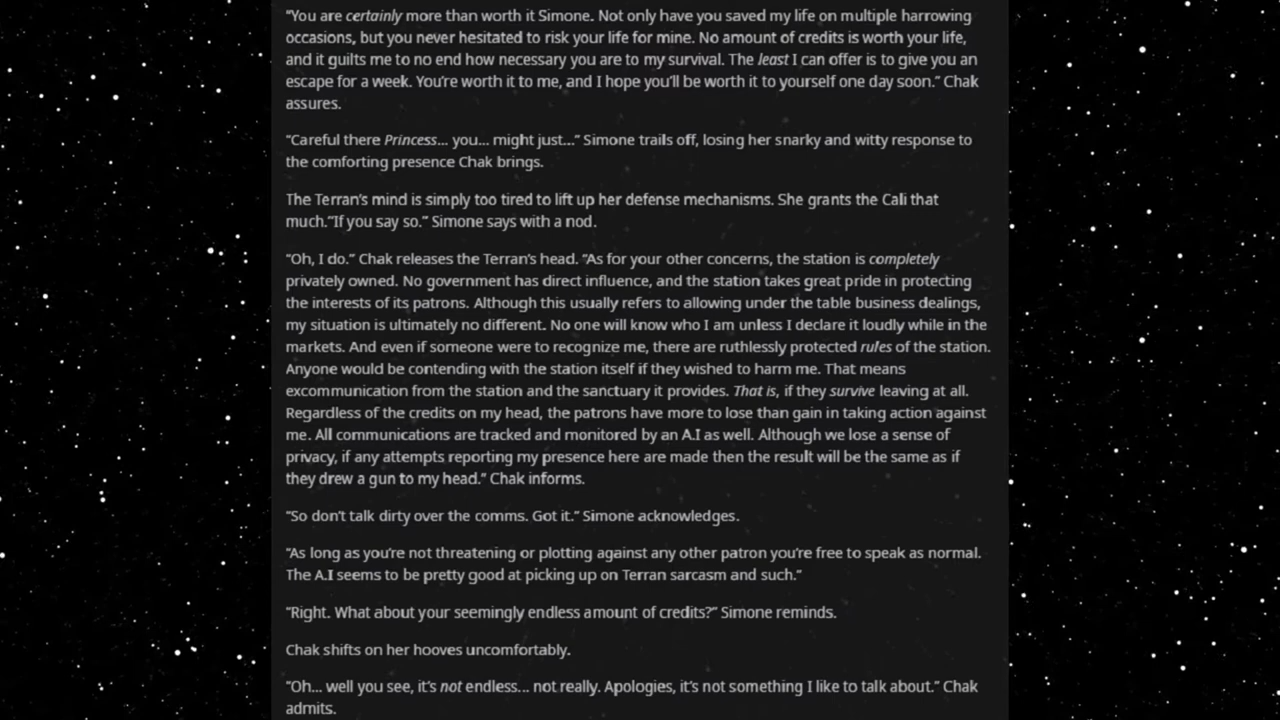 “You are certainly more than worth it Simone. Not only have you saved my life on multiple harrowing
occasions, but you never hesitated to risk your life for mine. No amount of credits is worth your life,
and it guilts me to no end how necessary you are to my survival. The least I can offer is to give you an
escape for a week. You’re worth it to me, and I hope you’ll be worth it to yourself one day soon.” Chak
assures.
“Careful there Princess... you... might just...” Simone trails off, losing her snarky and witty response to
the comforting presence Chak brings.
The Terran’s mind is simply too tired to lift up her defense mechanisms. She grants the Cali that
much.“If you say so.” Simone says with a nod.
“Oh, I do.” Chak releases the Terran’s head. “As for your other concerns, the station is completely
privately owned. No government has direct influence, and the station takes great pride in protecting
the interests of its patrons. Although this usually refers to allowing under the table business dealings,
my situation is ultimately no different. No one will know who I am unless I declare it loudly while in the
markets. And even if someone were to recognize me, there are ruthlessly protected rules of the station.
Anyone would be contending with the station itself if they wished to harm me. That means
excommunication from the station and the sanctuary it provides. That is, if they survive leaving at all.
Regardless of the credits on my head, the patrons have more to lose than gain in taking action against
me. All communications are tracked and monitored by an A.I as well. Although we lose a sense of
privacy, if any attempts reporting my presence here are made then the result will be the same as if
they drew a gun to my head.” Chak informs.
“So don’t talk dirty over the comms. Got it.” Simone acknowledges.
“As long as you’re not threatening or plotting against any other patron you’re free to speak as normal.
The A.I seems to be pretty good at picking up on Terran sarcasm and such.”
“Right. What about your seemingly endless amount of credits?” Simone reminds.
Chak shifts on her hooves uncomfortably.
“Oh... well you see, it’s not endless... not really. Apologies, it’s not something I like to talk about.” Chak
admits.